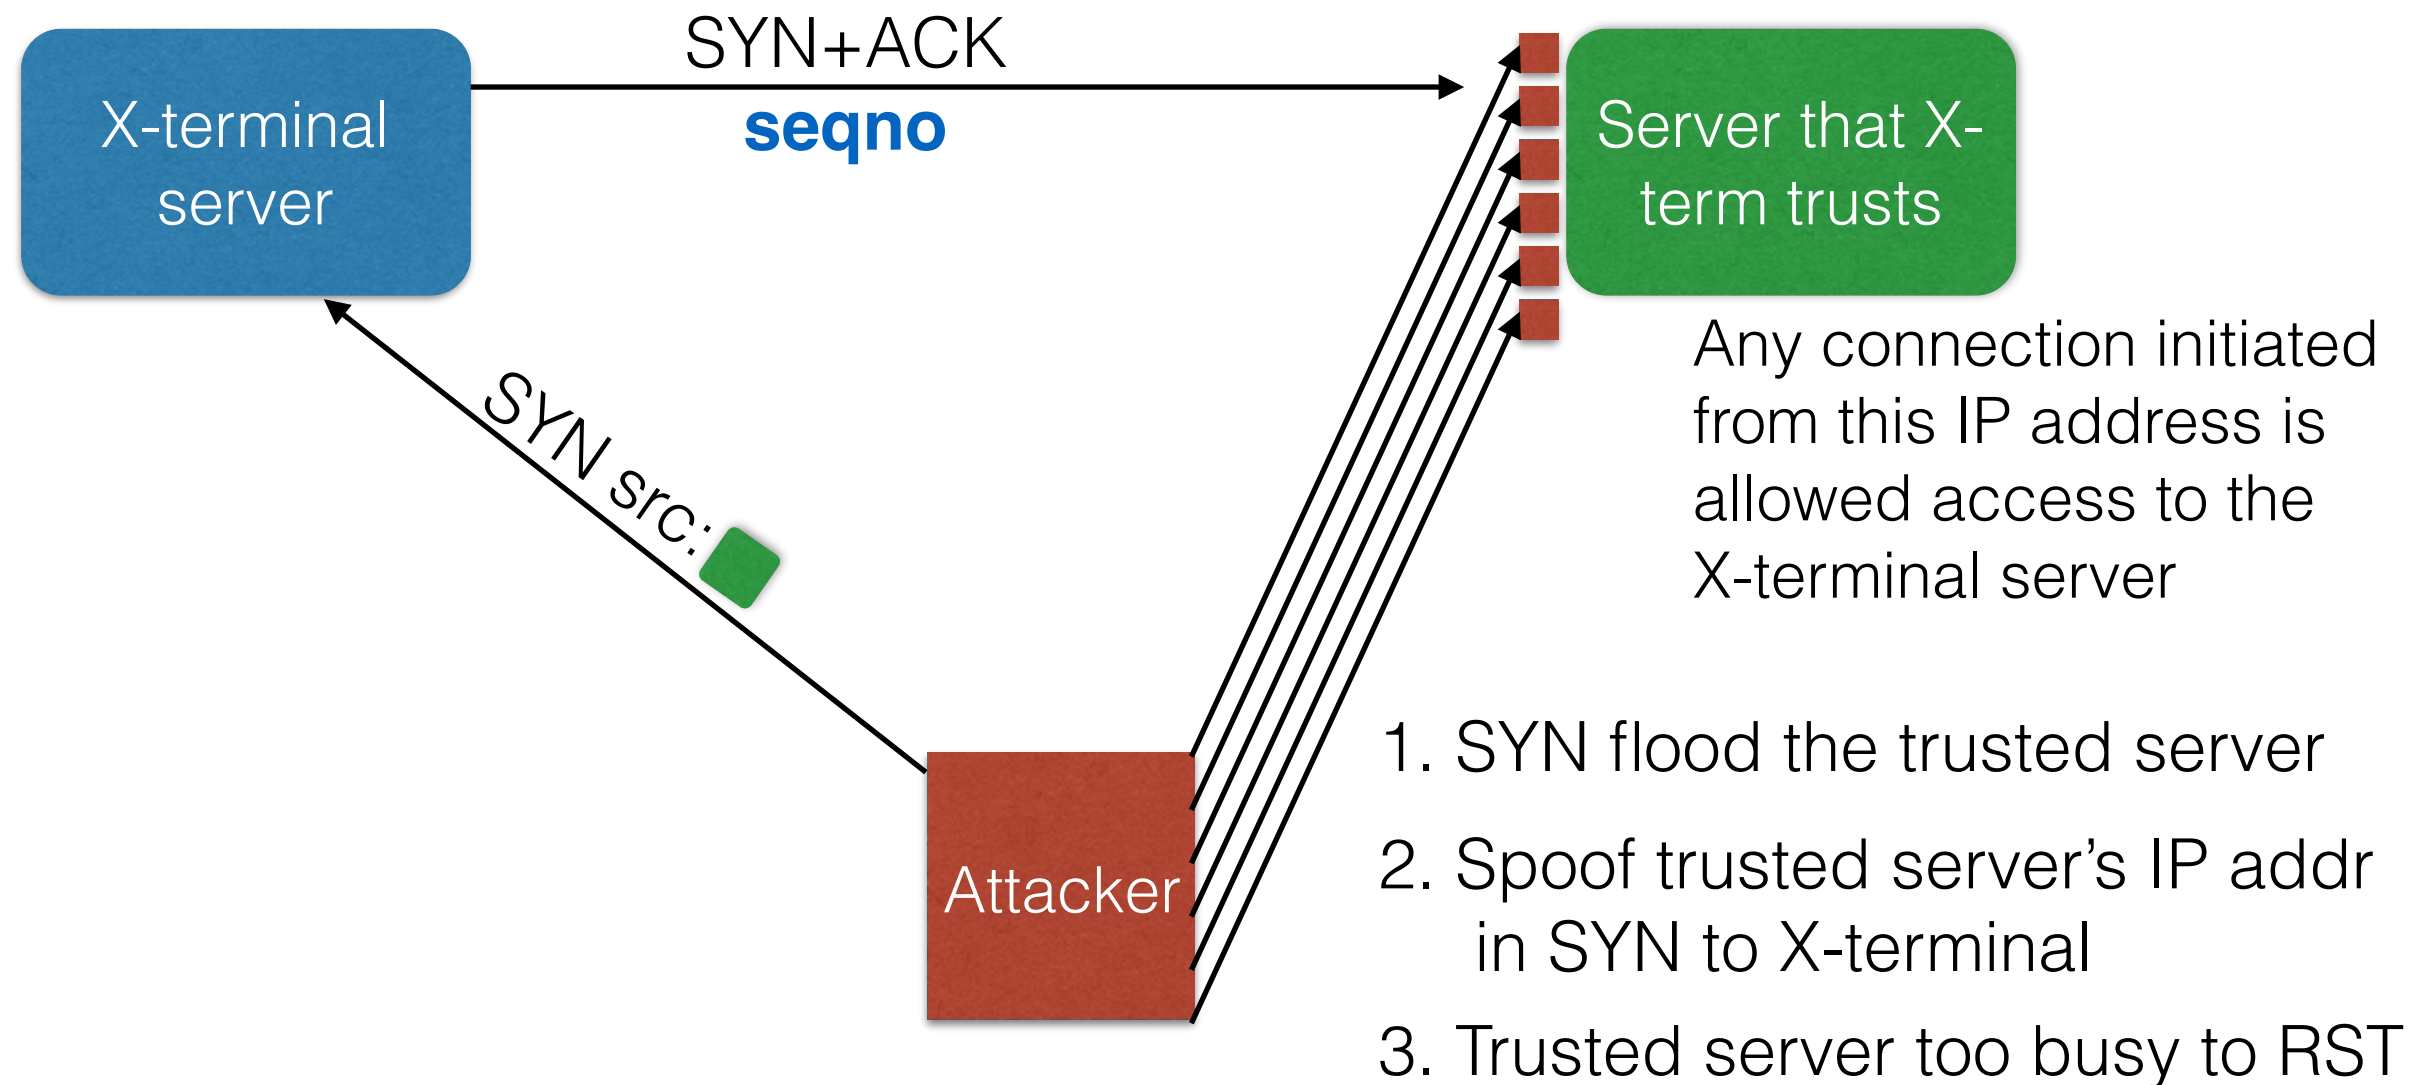 SYN+ACK
seqno
X-terminal
server
Server that X-
term trusts
SYN src:
Any connection initiated
from this IP address is
allowed access to the
X-terminal server
Attacker
1. SYN flood the trusted server
2. Spoof trusted server’s IP addr
in SYN to X-terminal
3. Trusted server too busy to RST